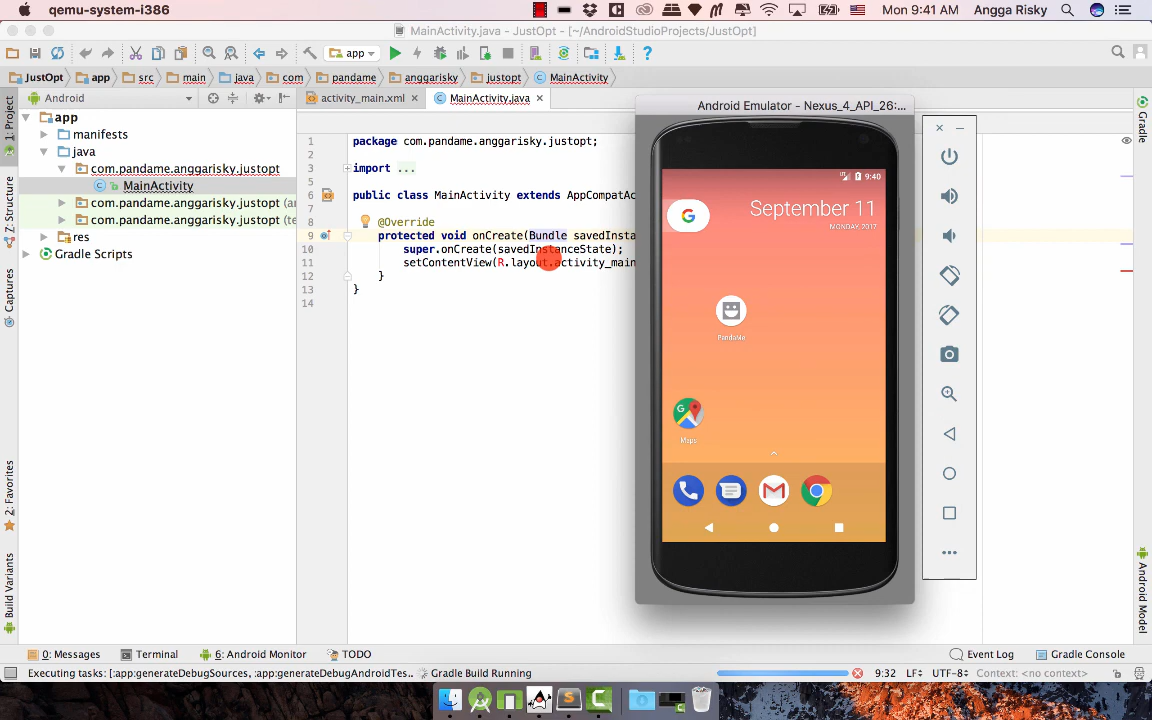 qemu-system-i386
Mon 9:41 AM Angga Risky
MainActivity.java - JustOpt - [~/AndroidStudioProjects/JustOpt]
app
JustOpt app src main java com pandame anggarisky justopt MainActivity
1: Project
Z: Structure
Captures
2: Favorites
Build Variants
Android
app
manifests
java
com.pandame.anggarisky.justopt
MainActivity
com.pandame.anggarisky.justopt (ar
com.pandame.anggarisky.justopt (te
res
Gradle Scripts
activity_main.xml
MainActivity.java
1 package com.pandame.anggarisky.justopt;
2
3 import ...
5
6 public class MainActivity extends AppCompatAc
7
8 @Override
9 protected void onCreate(Bundle savedInsta
10 super.onCreate(savedInstanceState);
11 setContentView(R.layout.activity_main
12 }
13 }
14
Android Emulator - Nexus_4_API_26:...
9:40
G
September 11
MONDAY, 2017
PandaMe
G
Maps
Gradle
Android Model
0: Messages Terminal 6: Android Monitor TODO Event Log Gradle Console
Executing tasks: [:app:generateDebugSources, :app:generateDebugAndroidTes.. Gradle Build Running 9:32 LF÷ UTF-8÷ Context: <no context>